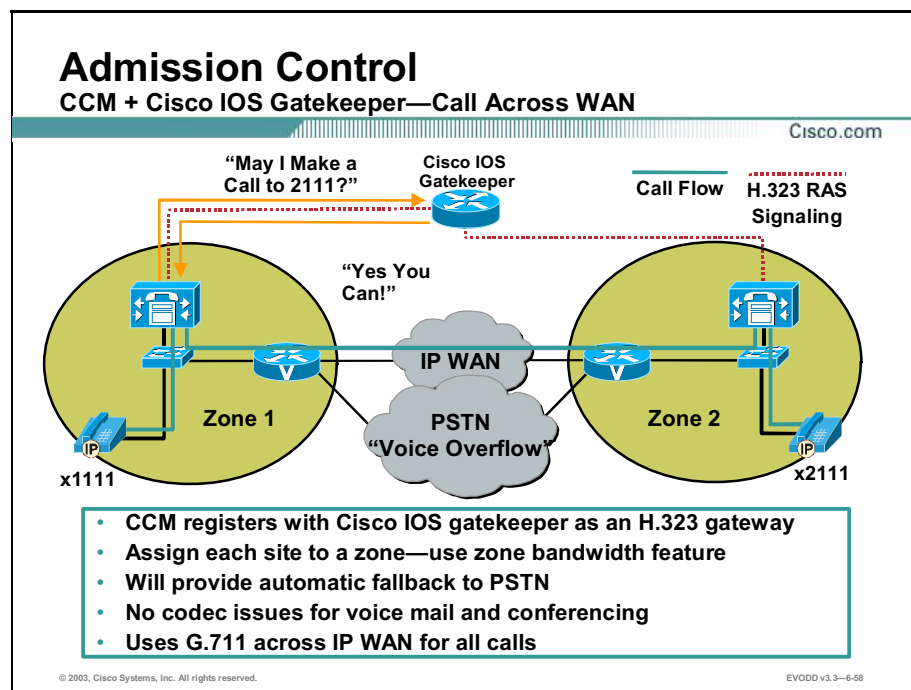 Admission Control
CCM + Cisco IOS Gatekeeper—Call Across WAN
Cisco.com
“May I Make a
Call to 2111?”
Cisco IOS
Gatekeeper
Call Flow
H.323 RAS
Signaling
“Yes You
Can!”
IP WAN
V
V
Zone 1
PSTN
“Voice Overflow”
Zone 2
IP
IP
x1111
x2111
• CCM registers with Cisco IOS gatekeeper as an H.323 gateway
• Assign each site to a zone—use zone bandwidth feature
• Will provide automatic fallback to PSTN
• No codec issues for voice mail and conferencing
• Uses G.711 across IP WAN for all calls
© 2003, Cisco Systems, Inc. All rights reserved.
EVODD v3.3—6-58